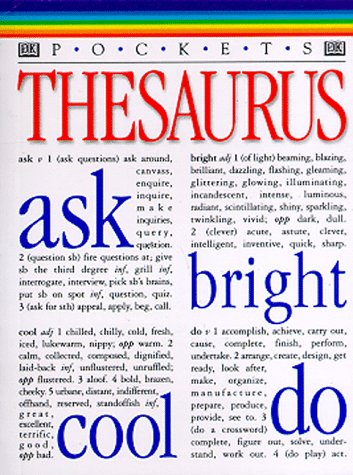 DK P·O·C·K·E·T·S DK
THESAURUS
ask v 1 (ask questions) ask around,
canvass,
enquire,
inquire,
make
inquiries,
query,
question.
ask
2 (question sb) fire questions at; give
sb the third degree inf, grill inf,
interrogate, interview, pick sb's brains,
put sb on spot inf, question, quiz.
3 (ask for sth) appeal, apply, beg, call.
bright adj 1 (of light) beaming, blazing,
brilliant, dazzling, flashing, gleaming,
glittering, glowing, illuminating,
incandescent, intense, luminous,
radiant, scintillating, shiny, sparkling,
twinkling, vivid; opp dark, dull.
2 (clever) acute, astute, clever,
intelligent, inventive, quick, sharp.
bright
cool adj 1 chilled, chilly, cold, fresh,
iced, lukewarm, nippy; opp warm. 2
calm, collected, composed, dignified,
laid-back inf, unflustered, unruffled;
opp flustered. 3 aloof. 4 bold, brazen,
cheeky. 5 urbane, distant, indifferent,
offhand, reserved, standoffish inf,
great,
excellent,
terrific,
good,
opp bad.
cool
do v 1 accomplish, achieve, carry out,
cause, complete, finish, perform,
undertake. 2 arrange, create, design, get
ready, look after,
make, organize,
manufacture,
prepare, produce,
provide, see to. 3
(do a crossword)
do
complete, figure out, solve, under-
stand, work out. 4 (do play) act.